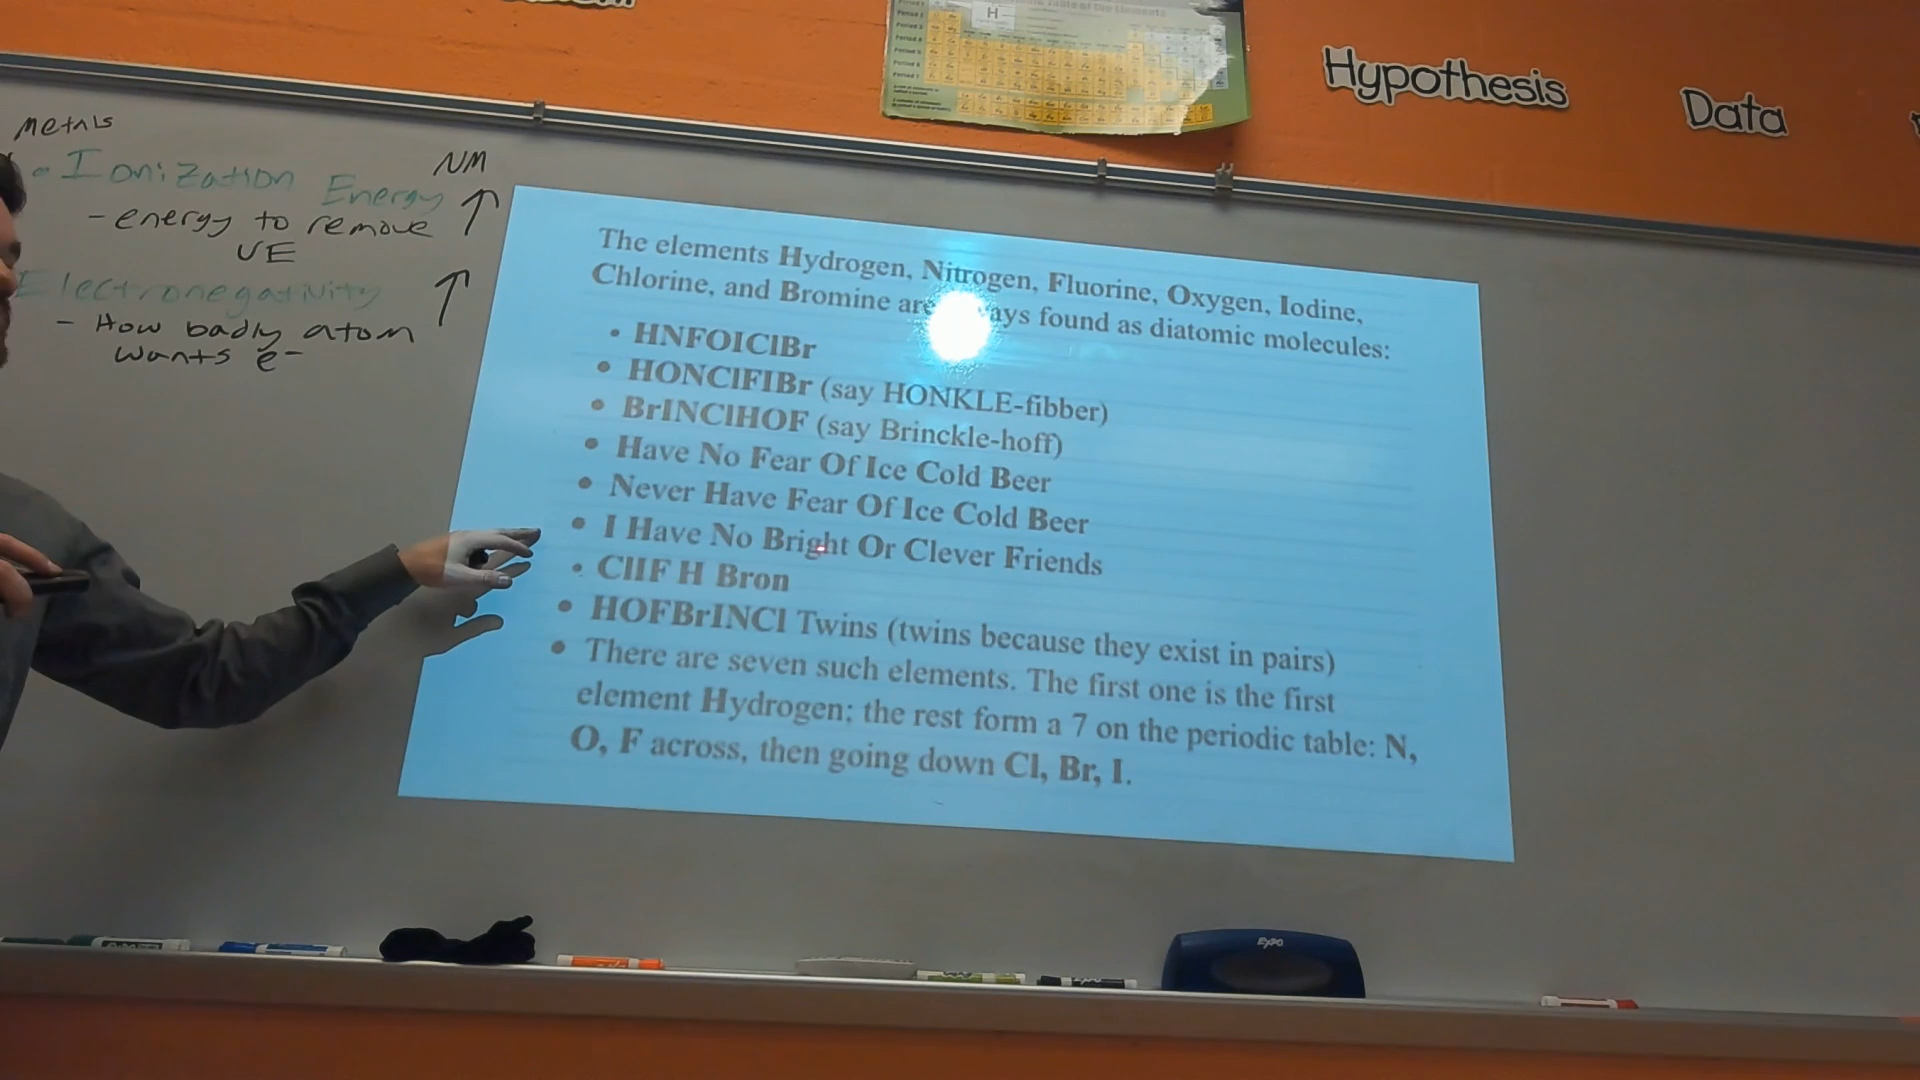 Hypothesis
Data
metals
NM
- Ionization Energy ↑
- energy to remove
VE
Electronegativity ↑
- How badly atom
wants e-
The elements Hydrogen, Nitrogen, Fluorine, Oxygen, Iodine,
Chlorine, and Bromine are ays found as diatomic molecules:
• HNFOIClBr
• HONClFIBr (say HONKLE-fibber)
• BrINClHOF (say Brinckle-hoff)
• Have No Fear Of Ice Cold Beer
• Never Have Fear Of Ice Cold Beer
• I Have No Bright Or Clever Friends
• ClIF H Bron
• HOFBrINCl Twins (twins because they exist in pairs)
• There are seven such elements. The first one is the first
element Hydrogen; the rest form a 7 on the periodic table: N,
O, F across, then going down Cl, Br, I.
EXPO